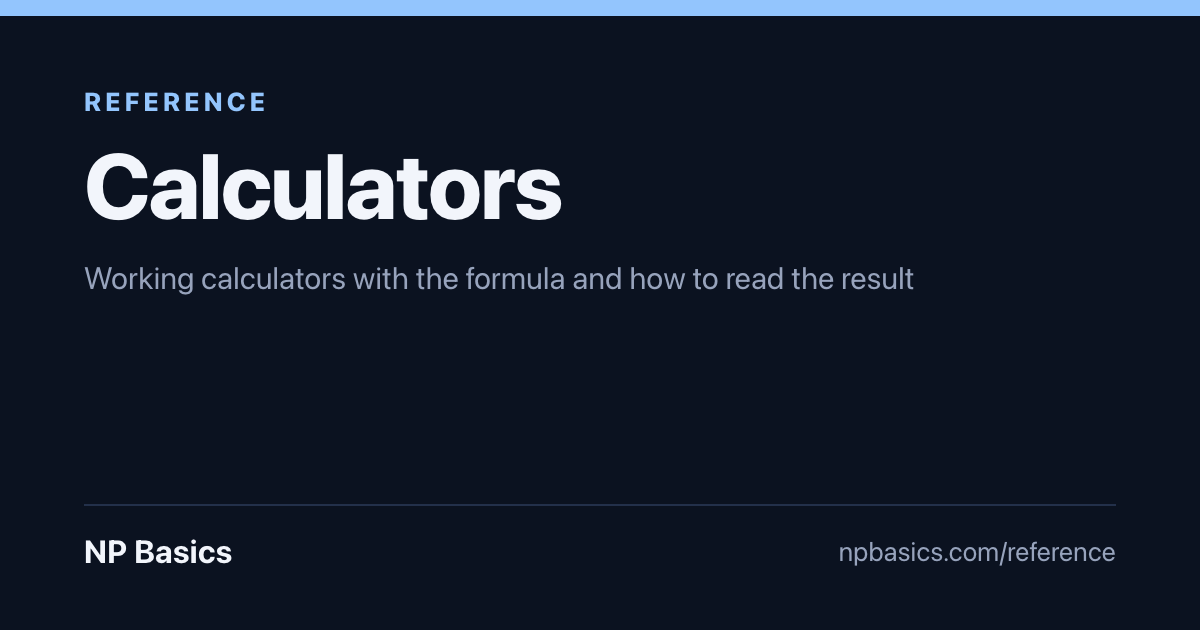 REFERENCE
Calculators
Working calculators with the formula and how to read the result
NP Basics
npbasics.com/reference